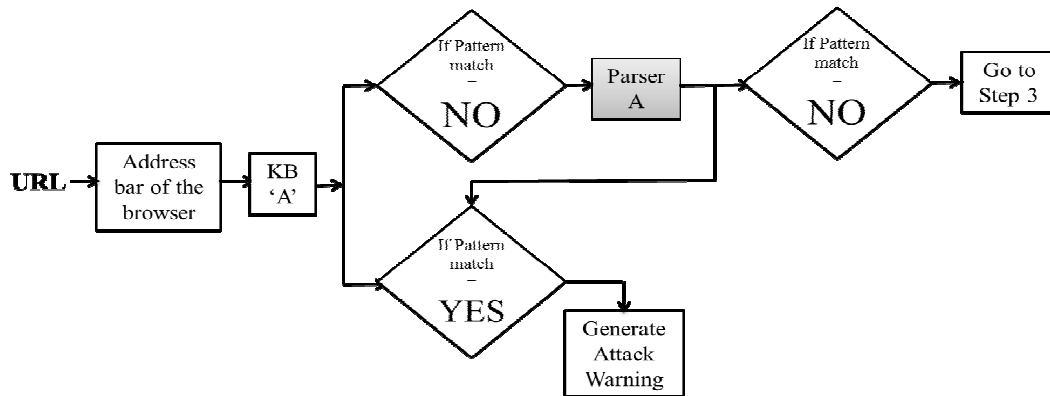 If Pattern
match
=
NO
Parser
A
If Pattern
match
=
NO
Go to
Step 3
URL
Address
bar of the
browser
KB
‘A’
If Pattern
match
=
YES
Generate
Attack
Warning